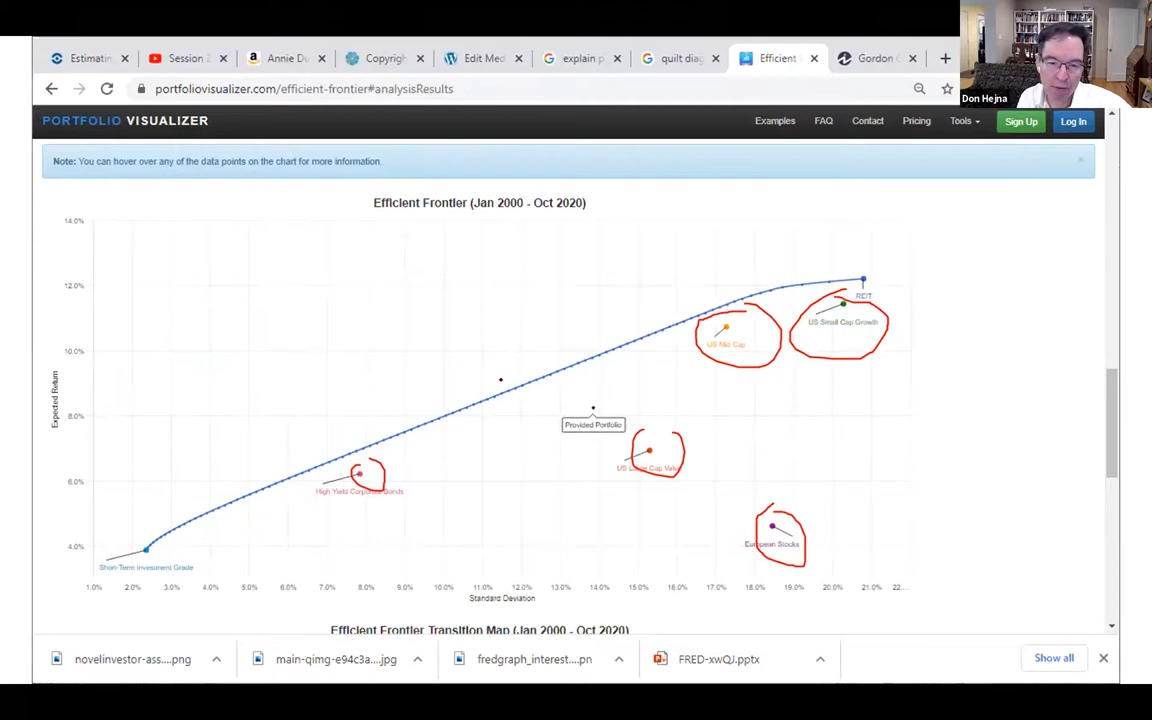 Estimatin
Session 2
Annie Du
Copyrigh
Edit Med
explain p
quilt diag
Efficient
Gordon G
portfoliovisualizer.com/efficient-frontier#analysisResults
Don Hejna
PORTFOLIO VISUALIZER
Examples
FAQ
Contact
Pricing
Tools
Sign Up
Log In
Note: You can hover over any of the data points on the chart for more information.
Efficient Frontier (Jan 2000 - Oct 2020)
14.0%
12.0%
10.0%
8.0%
6.0%
4.0%
Expected Return
REIT
US Small Cap Growth
US Mid Cap
Provided Portfolio
US Large Cap Value
High Yield Corporate Bonds
European Stocks
Short-Term Investment Grade
1.0% 2.0% 3.0% 4.0% 5.0% 6.0% 7.0% 8.0% 9.0% 10.0% 11.0% 12.0% 13.0% 14.0% 15.0% 16.0% 17.0% 18.0% 19.0% 20.0% 21.0% 22....
Standard Deviation
Efficient Frontier Transition Map (Jan 2000 - Oct 2020)
novelinvestor-ass....png
main-qimg-e94c3a....jpg
fredgraph_interest....pn
FRED-xwQJ.pptx
Show all